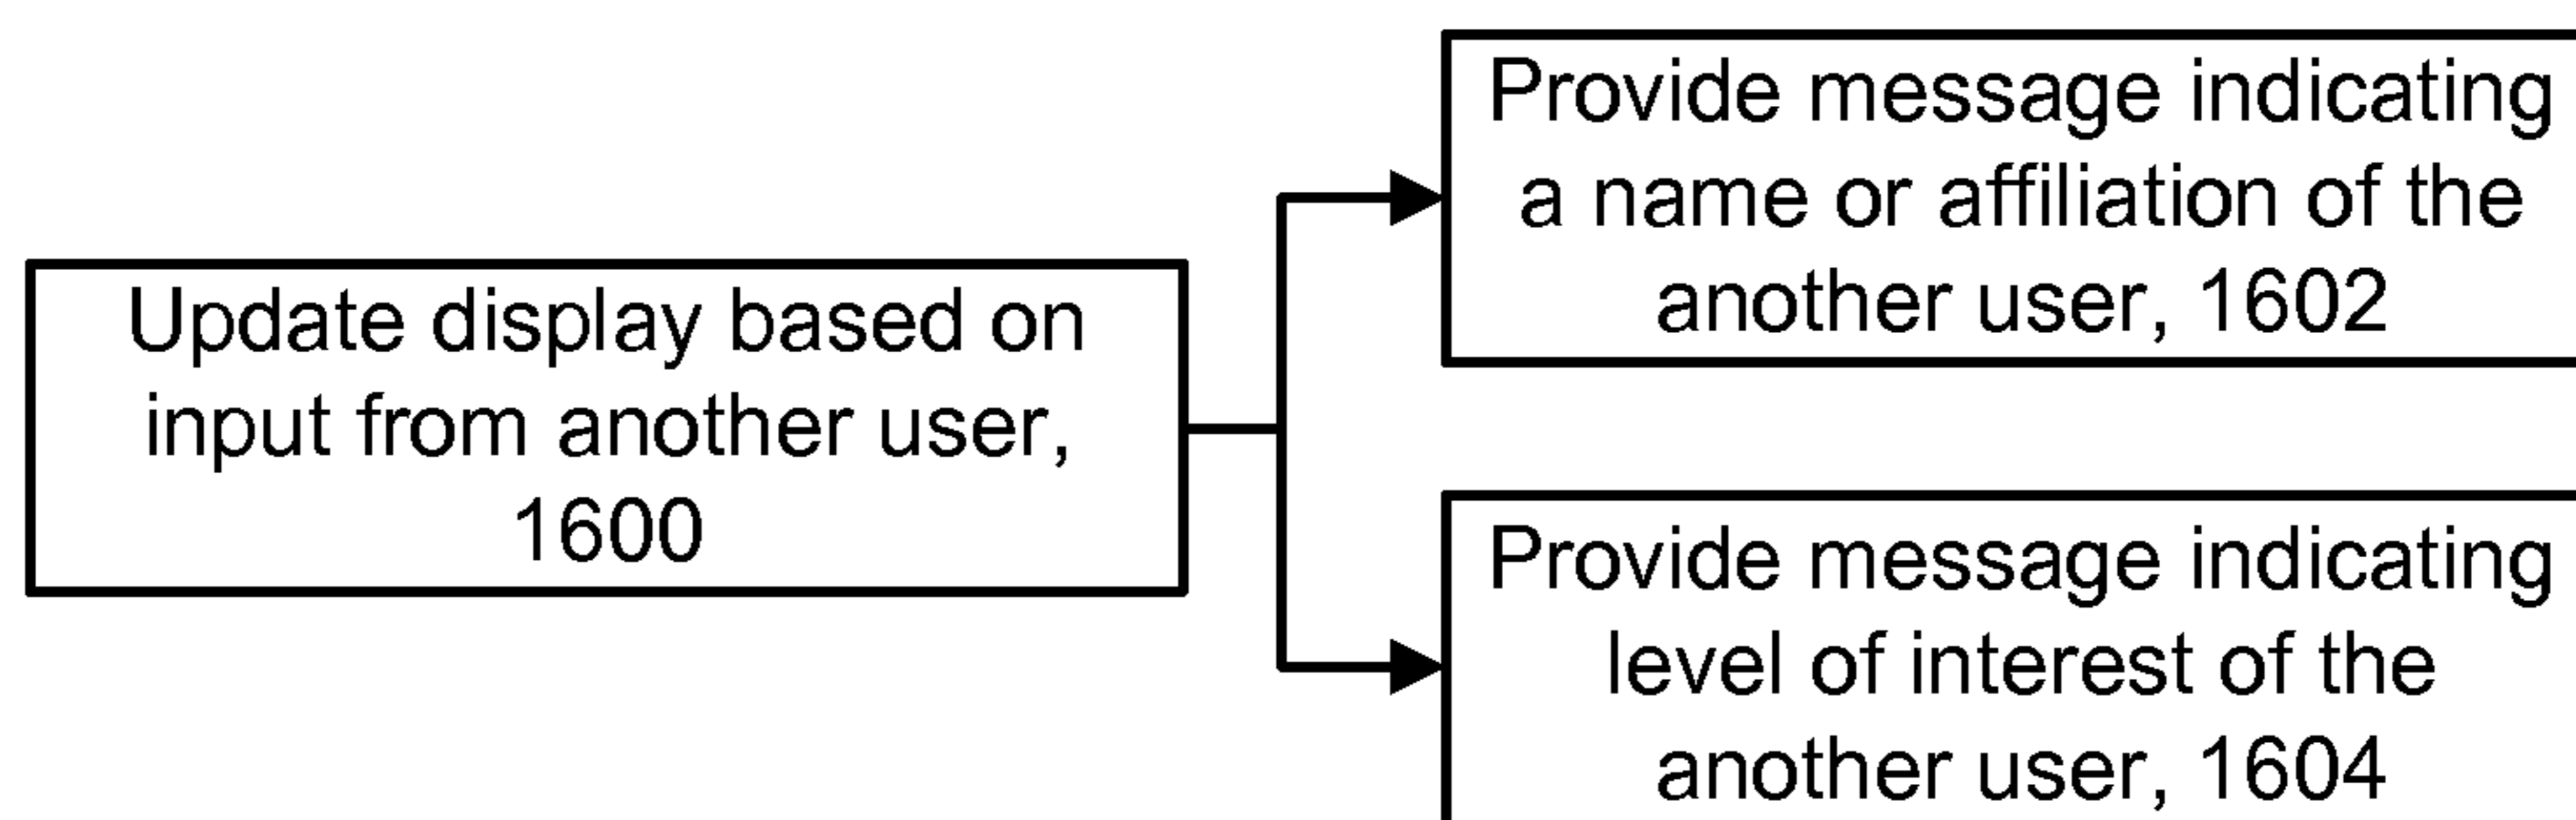 Update display based on
input from another user,
1600
Provide message indicating
a name or affiliation of the
another user, 1602
Provide message indicating
level of interest of the
another user, 1604